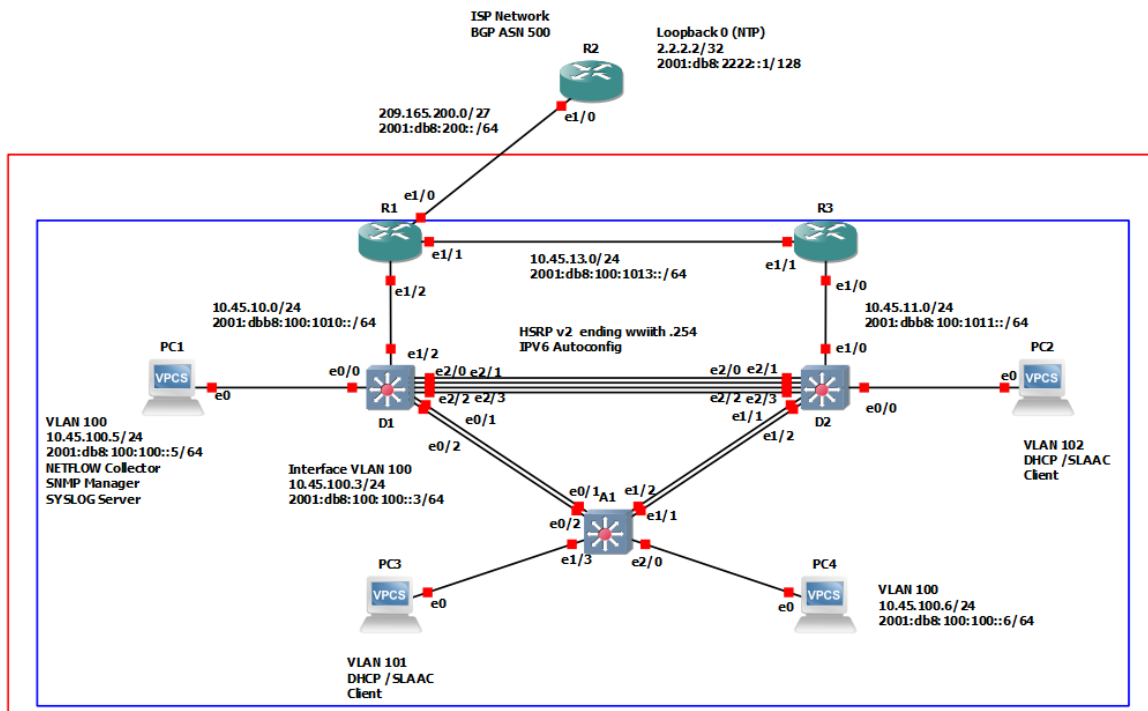 ISP Network
BGP ASN 500
R2
Loopback 0 (NTP)
2.2.2.2/32
2001:db8:2222::1/128
e1/0
209.165.200.0/27
2001:db8:200::/64
e1/0
R1
e1/1
10.45.13.0/24
2001:db8:100:1013::/64
R3
e1/1
e1/2
e1/0
10.45.10.0/24
2001:dbb8:100:1010::/64
10.45.11.0/24
2001:dbb8:100:1011::/64
HSRP v2 ending wwiith .254
IPV6 Autoconfig
PC1
VPCS
e0
VLAN 100
10.45.100.5/24
2001:db8:100:100::5/64
NETFLOW Collector
SNMP Manager
SYSLOG Server
e1/2
e0/0
e2/0
e2/1
e2/2
e2/3
D1
e0/1
e0/2
e1/0
e2/0
e2/1
e2/2
e2/3
e1/1
e1/2
D2
e0/0
PC2
e0
VPCS
VLAN 102
DHCP /SLAAC
Client
Interface VLAN 100
10.45.100.3/24
2001:db8:100:100::3/64
e0/1
A1
e0/2
e1/2
e1/1
e1/3
e2/0
PC3
VPCS
e0
VLAN 101
DHCP /SLAAC
Client
PC4
e0
VPCS
VLAN 100
10.45.100.6/24
2001:db8:100:100::6/64